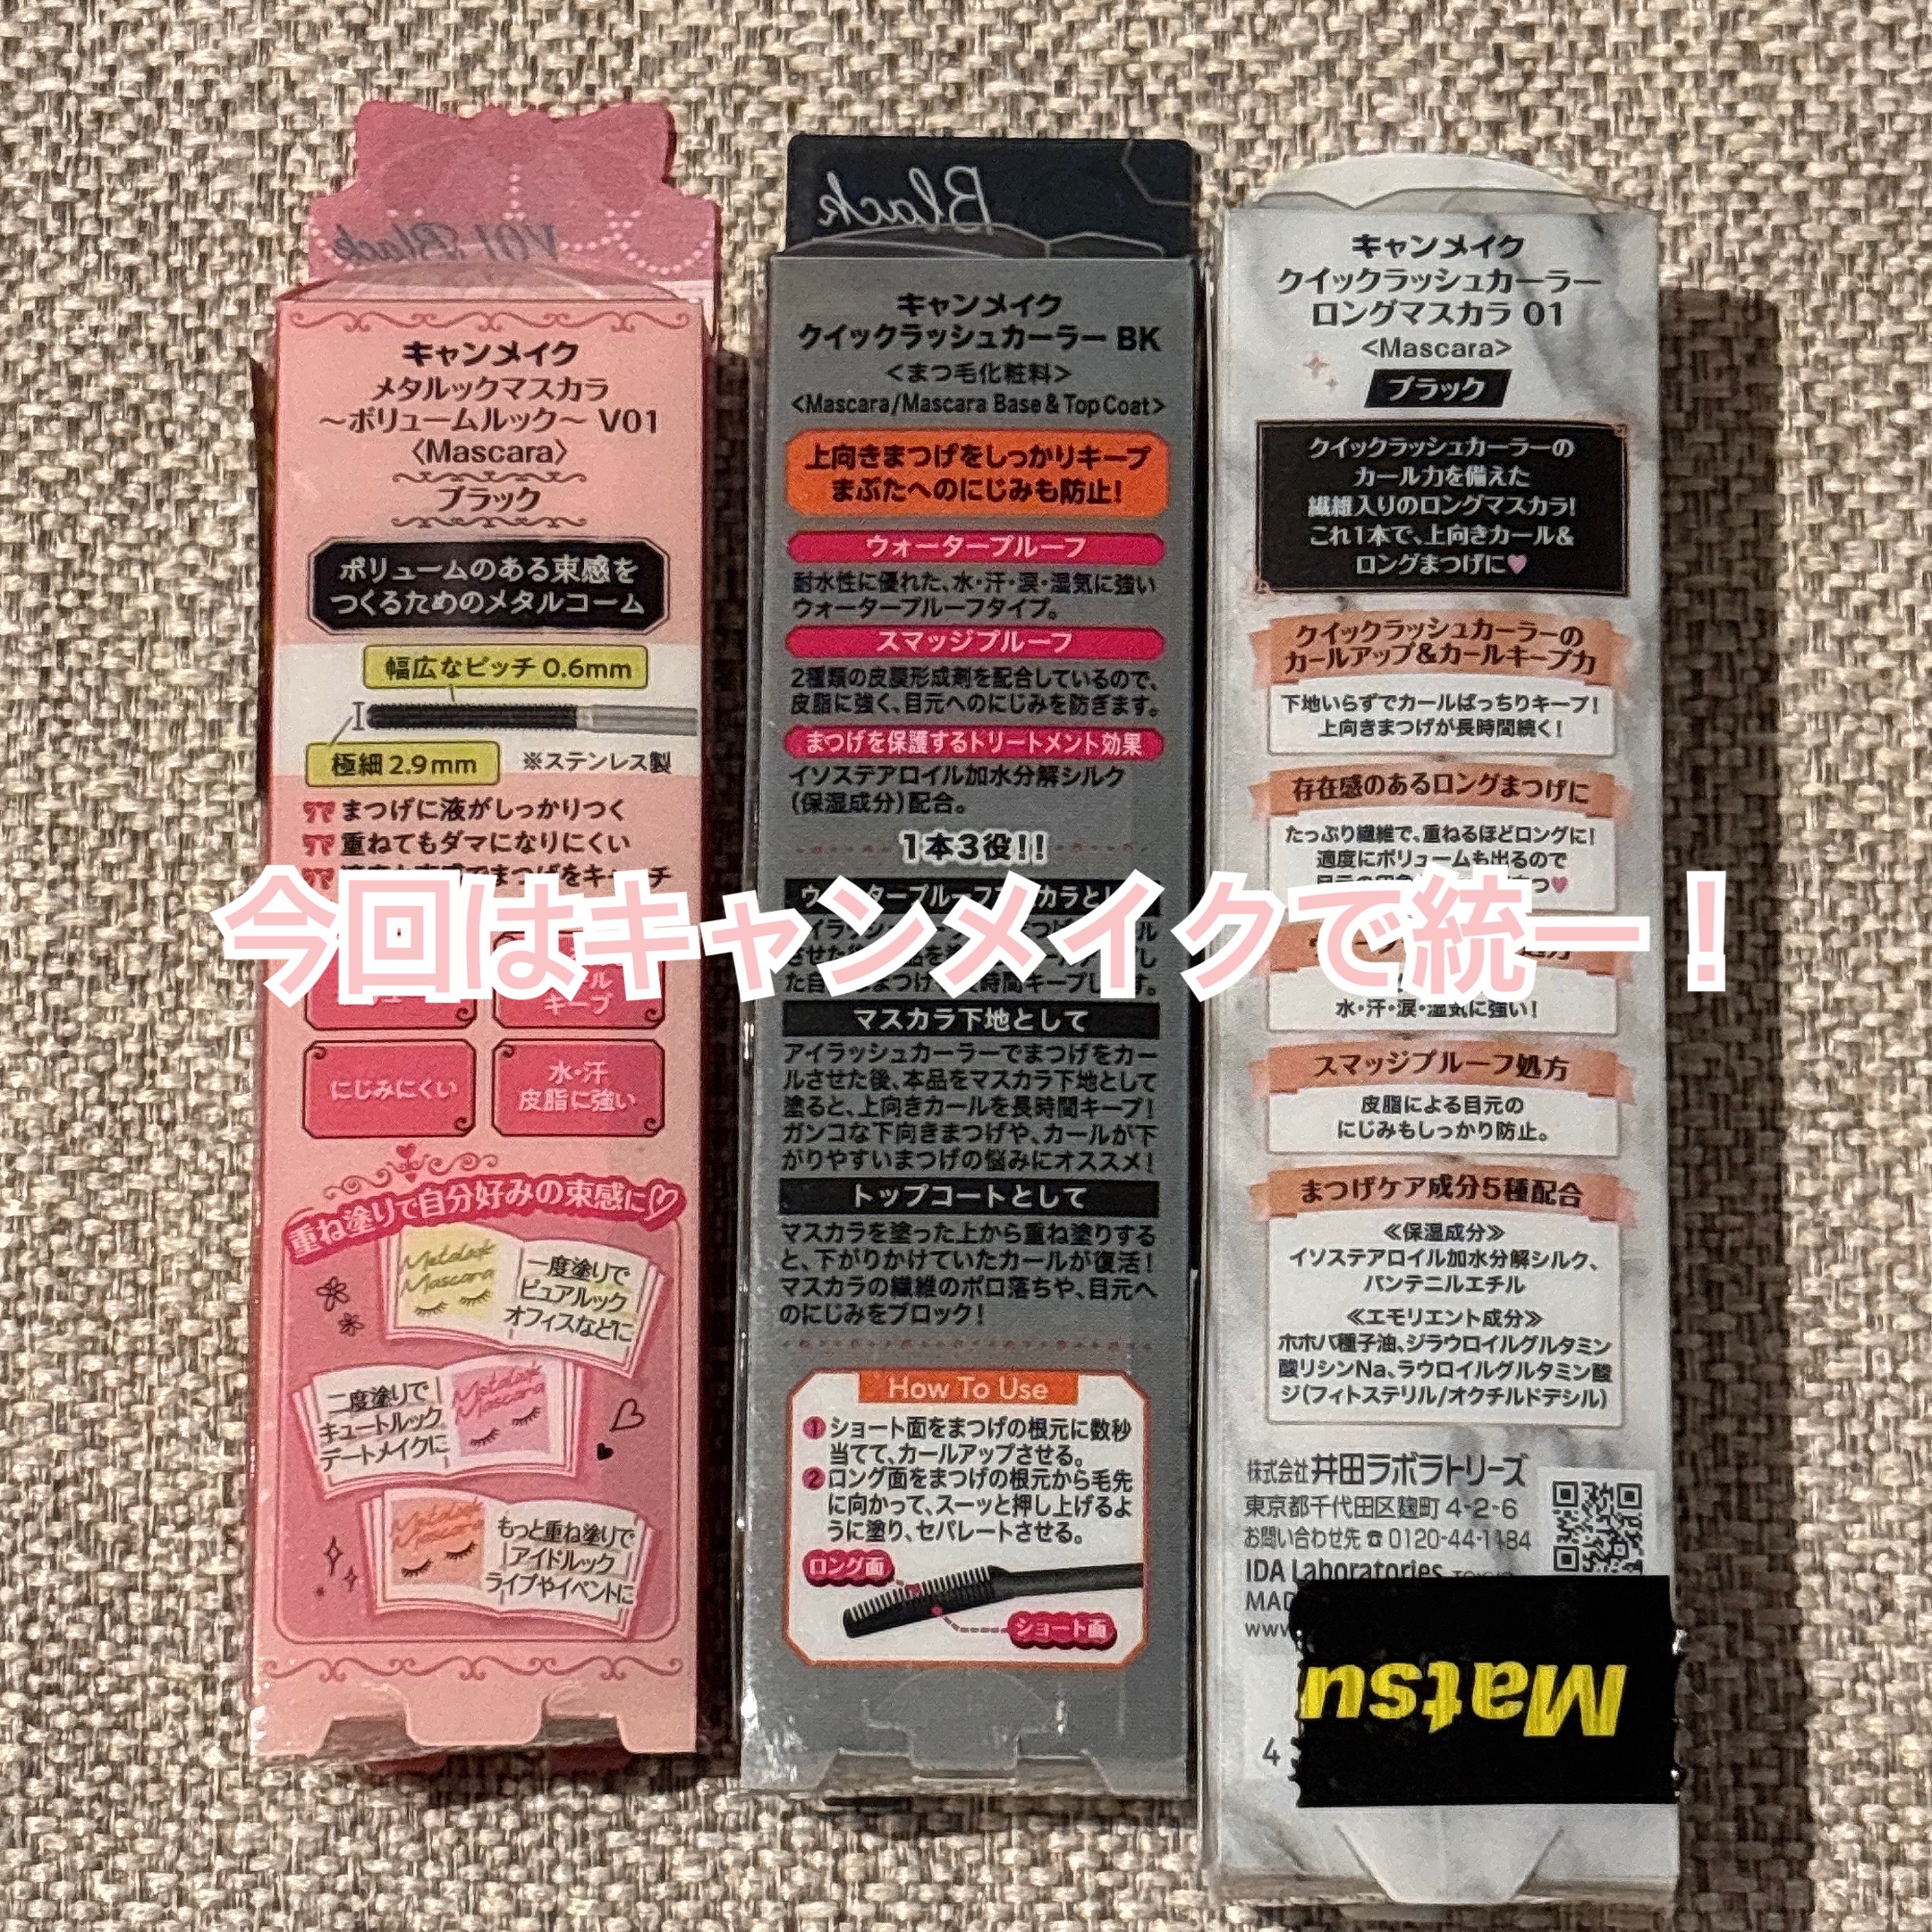 V01 Black
キャンメイク
メタルックマスカラ
～ボリュームルック～ V01
〈Mascara〉
ブラック
ボリュームのある束感を
つくるためのメタルコーム
幅広なピッチ 0.6mm
極細 2.9mm
※ステンレス製
まつげに液がしっかりつく
重ねてもダマになりにくい
でまつげをキ
キープ
にじみにくい
水・汗
皮脂に強い
重ね塗りで自分好みの束感に♡
Metalook
Mascara
一度塗りで
ピュアルック
オフィスなどに
二度塗りで
キュートルック
デートメイクに
Metalook
Mascara
Metalook
Mascara
もっと重ね塗りで
アイドルック
ライブやイベントに
Black
キャンメイク
クイックラッシュカーラー BK
<まつ毛化粧料>
<Mascara/Mascara Base & Top Coat>
上向きまつげをしっかりキープ
まぶたへのにじみも防止!
ウォータープルーフ
耐水性に優れた、水・汗・涙・湿気に強い
ウォータープルーフタイプ。
スマッジプルーフ
2種類の皮膜形成剤を配合しているので、
皮脂に強く、目元へのにじみを防ぎます。
まつげを保護するトリートメント効果
イソステアロイル加水分解シルク
(保湿成分)配合。
1本3役!!
マスカラ下地として
アイラッシュカーラーでまつげをカー
ルさせた後、本品をマスカラ下地として
塗ると、上向きカールを長時間キープ!
ガンコな下向きまつげや、カールが下
がりやすいまつげの悩みにオススメ!
トップコートとして
マスカラを塗った上から重ね塗りする
と、下がりかけていたカールが復活!
マスカラの繊維のポロ落ちや、目元へ
のにじみをブロック!
How To Use
1 ショート面をまつげの根元に数秒
当てて、カールアップさせる。
2 ロング面をまつげの根元から毛先
に向かって、スーッと押し上げるよ
うに塗り、セパレートさせる。
ロング面
ショート面
キャンメイク
クイックラッシュカーラー
ロングマスカラ 01
<Mascara>
ブラック
クイックラッシュカーラーの
カール力を備えた
繊維入りのロングマスカラ!
これ1本で、上向きカール&
ロングまつげに♥
クイックラッシュカーラーの
カールアップ&カールキープ力
下地いらずでカールばっちりキープ!
上向きまつげが長時間続く!
存在感のあるロングまつげに
たっぷり繊維で、重ねるほどロングに!
適度にボリュームも出るので
水・汗・涙・湿気に強い!
スマッジプルーフ処方
皮脂による目元の
にじみもしっかり防止。
まつげケア成分5種配合
≪保湿成分≫
イソステアロイル加水分解シルク、
パンテニルエチル
≪エモリエント成分≫
ホホバ種子油、ジラウロイルグルタミン
酸リシンNa、ラウロイルグルタミン酸
ジ(フィトステリル/オクチルドデシル)
株式会社井田ラボラトリーズ
東京都千代田区麹町 4-2-6
お問い合わせ先 ☎ 0120-44-1184
IDA Laboratories
MAD
www
4
Matsu
今回はキャンメイクで統一！